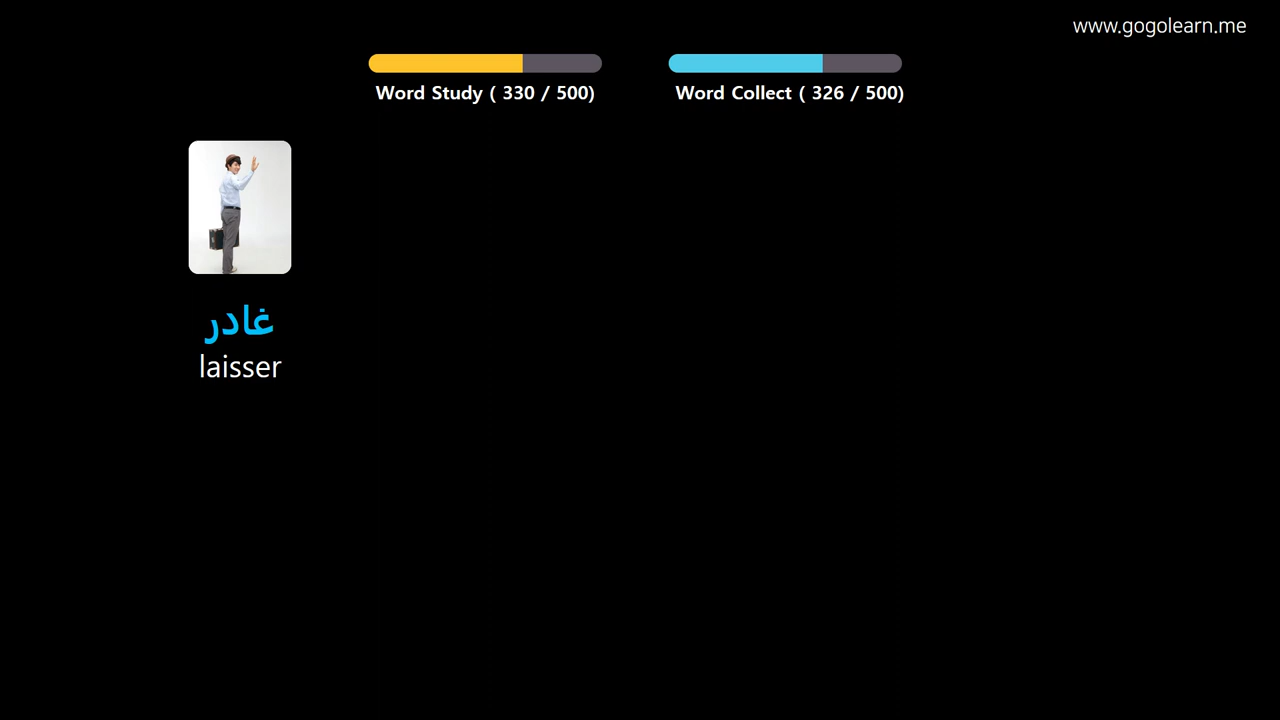 www.gogolearn.me
Word Study ( 330 / 500)
Word Collect ( 326 / 500)
غادر
laisser